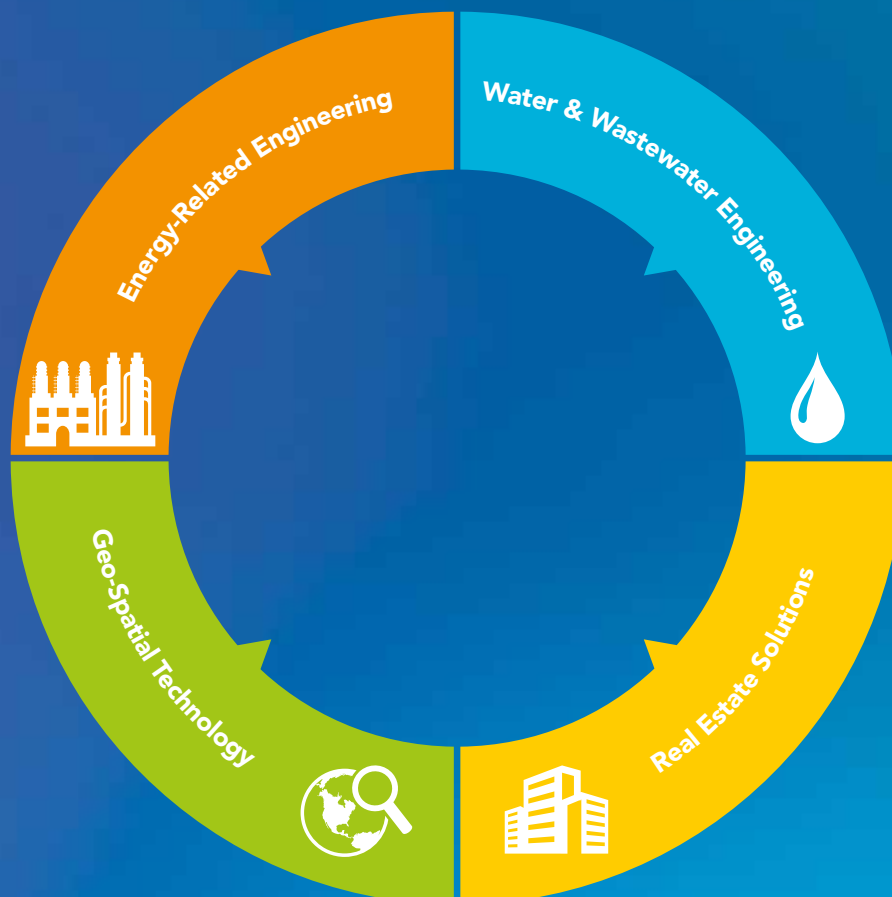 Energy-Related Engineering
Water & Wastewater Engineering
Geo-Spatial Technology
Real Estate Solutions